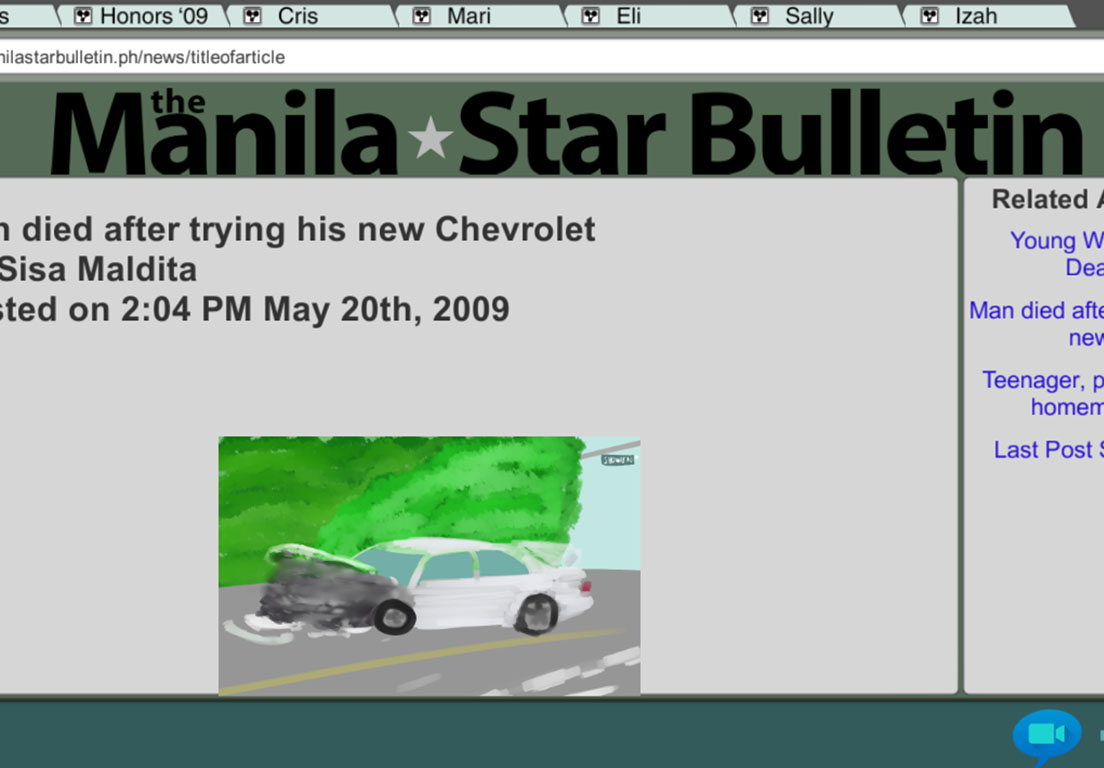 s Honors '09 Cris Mari Eli Sally Izah
nilastarbulletin.ph/news/titleofarticle
the
Manila Star Bulletin
n died after trying his new Chevrolet
Sisa Maldita
sted on 2:04 PM May 20th, 2009
Related A
Young W
Dea
Man died afte
new
Teenager, p
homem
Last Post S